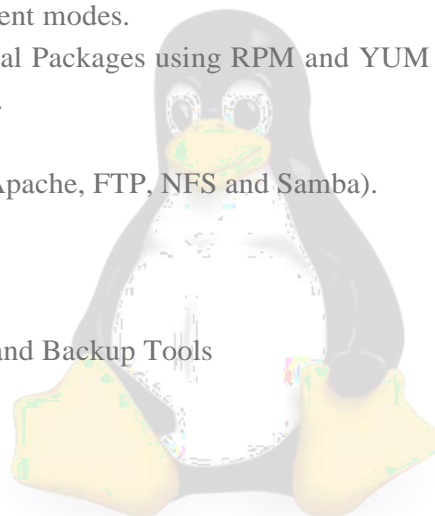 ent modes.
al Packages using RPM and YUM
.
Apache, FTP, NFS and Samba).
and Backup Tools